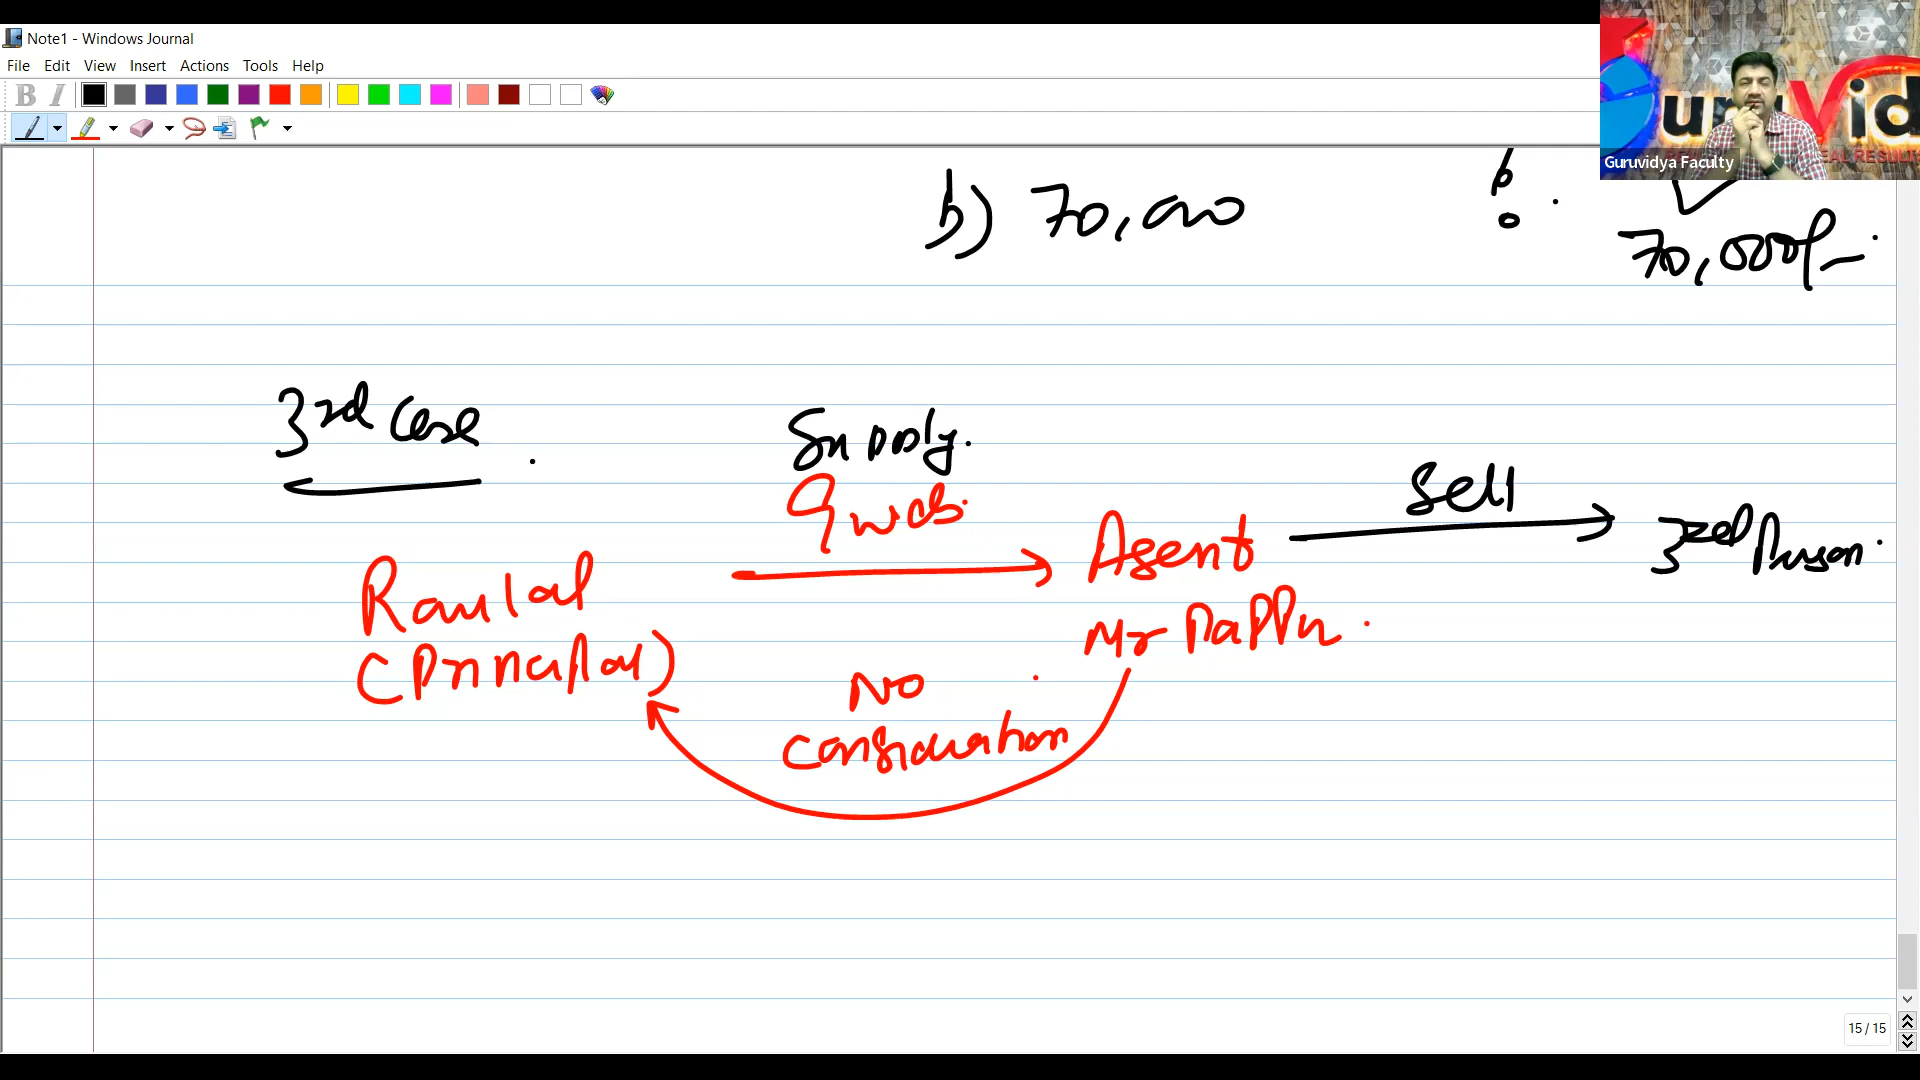 Note1 - Windows Journal
File Edit View Insert Actions Tools Help
B I
Guruvidya Faculty
b) 70,000
70,000/-
3rd Case
Supply.
Goods.
Sell
Agent
3rd Person.
Ramlal
(Principal)
Mr Pappu
No
Consideration
15 / 15